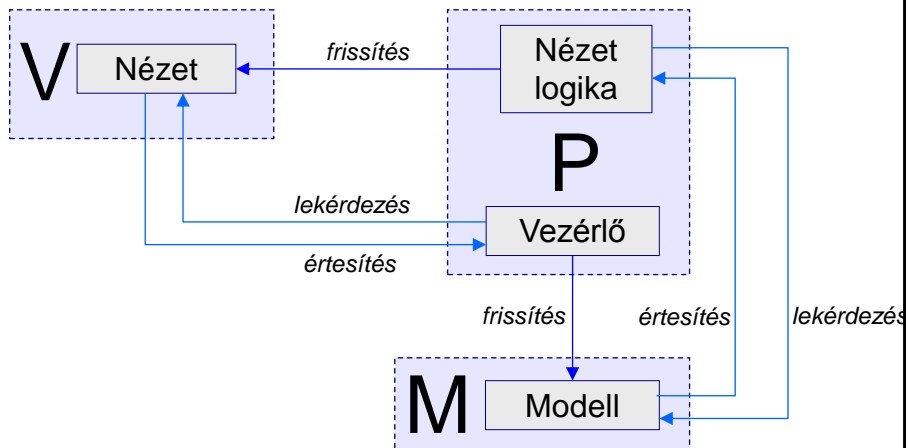 V
Nézet
frissítés
Nézet
logika
P
lekérdezés
Vezérlő
értesítés
frissítés
értesítés
lekérdezés
M
Modell